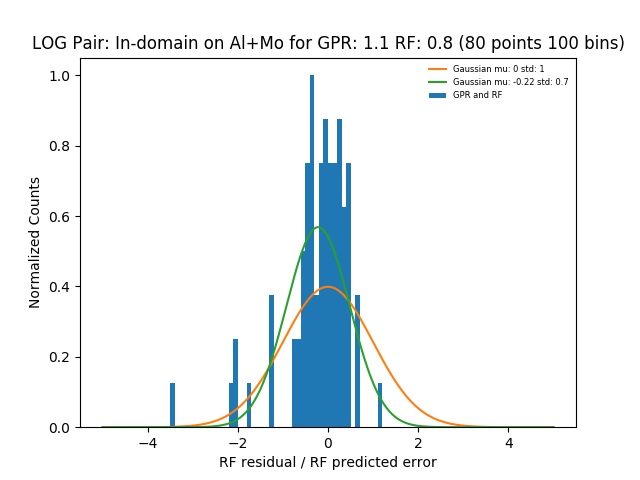 LOG Pair: In-domain on Al+Mo for GPR: 1.1 RF: 0.8 (80 points 100 bins)
Gaussian mu: 0 std: 1
Gaussian mu: -0.22 std: 0.7
GPR and RF
Normalized Counts
1.0
0.8
0.6
0.4
0.2
0.0
−4
−2
0
2
4
RF residual / RF predicted error